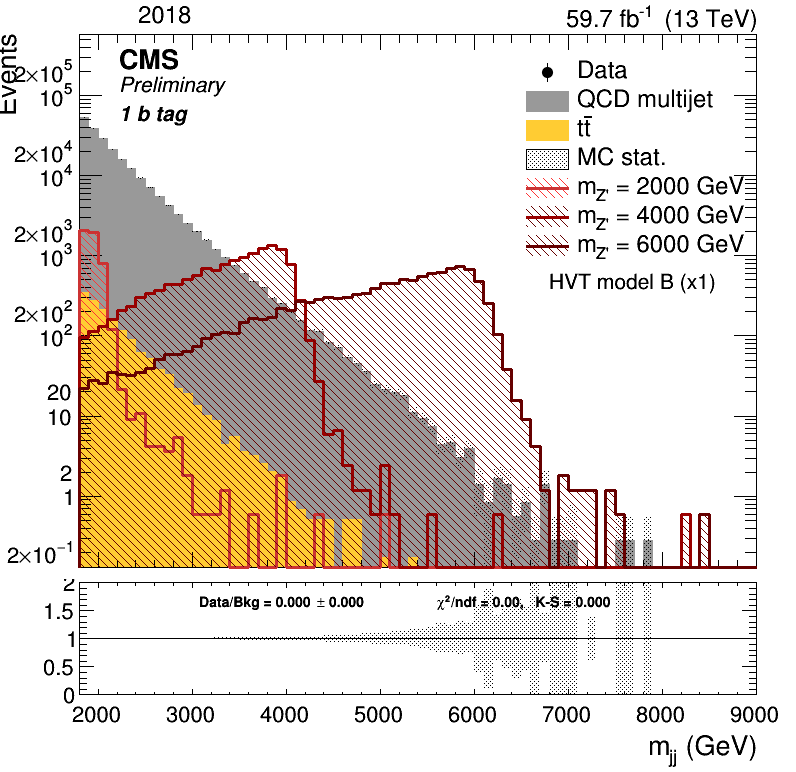 2018
59.7 fb⁻¹ (13 TeV)
Events
CMS
Preliminary
1 b tag
Data
QCD multijet
tt̄
MC stat.
m_Z' = 2000 GeV
m_Z' = 4000 GeV
m_Z' = 6000 GeV
HVT model B (x1)
2×10⁵
10⁵
2×10⁴
10⁴
2×10³
10³
2×10²
10²
20
10
2
1
2×10⁻¹
2
1.5
1
0.5
0
Data/Bkg = 0.000 ± 0.000
χ²/ndf = 0.00, K-S = 0.000
2000 3000 4000 5000 6000 7000 8000 9000
m_jj (GeV)